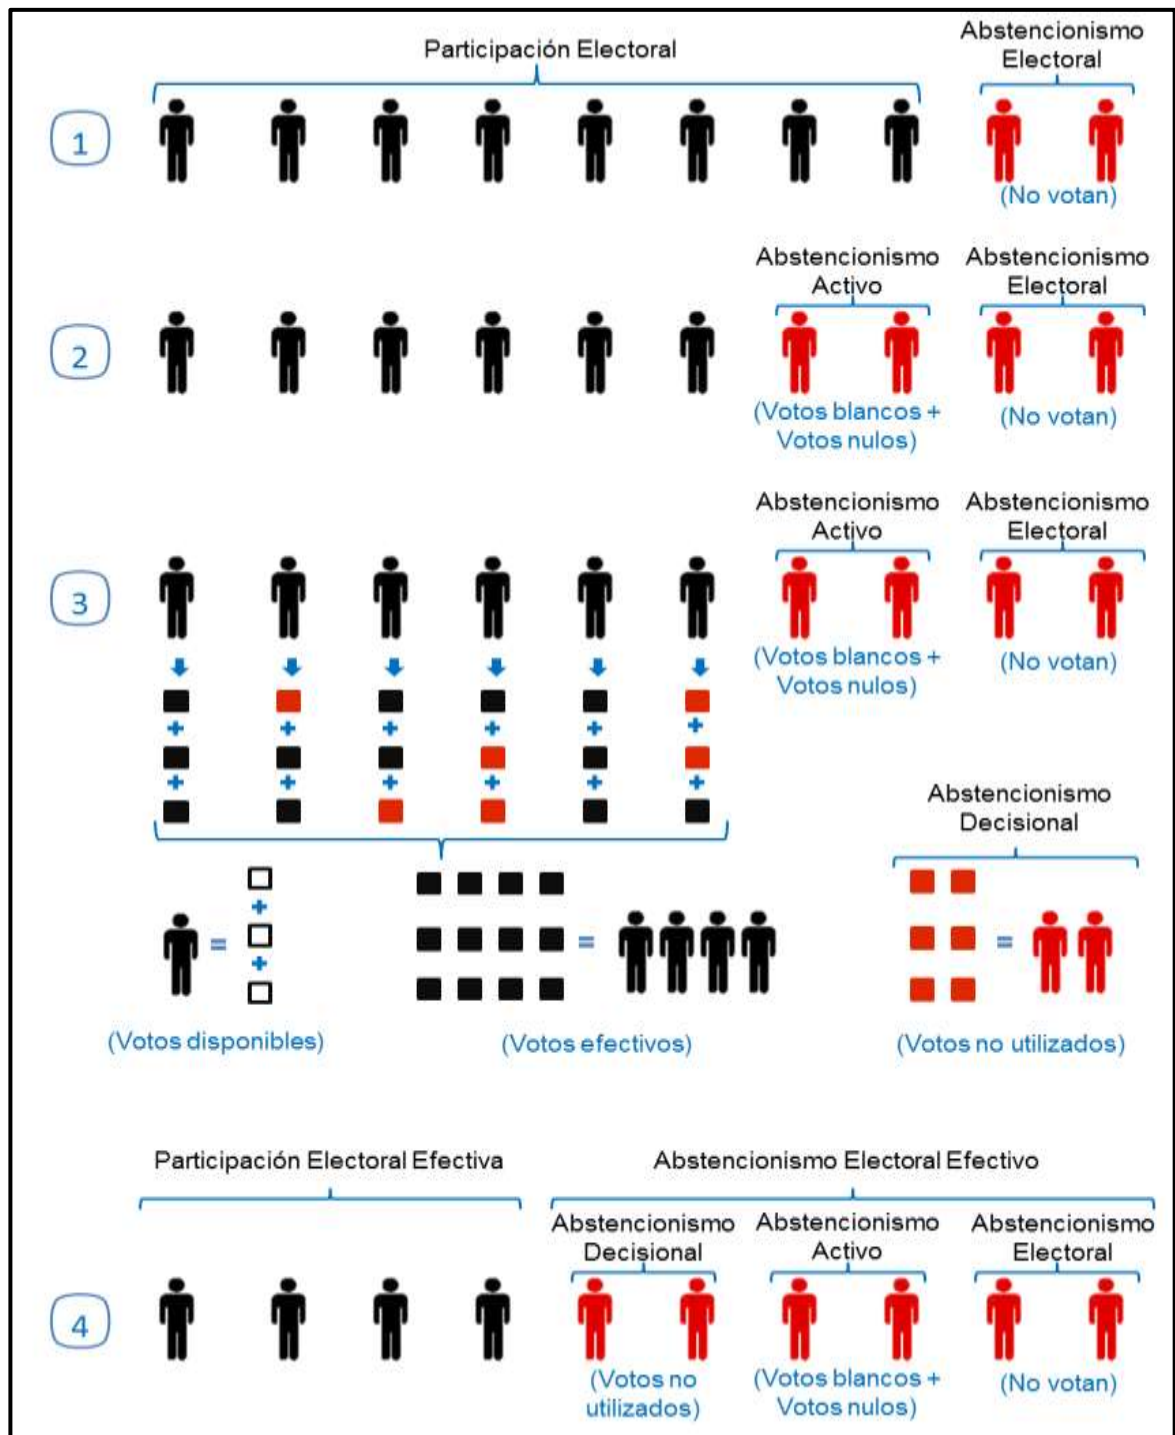 Participación Electoral
Abstencionismo
Electoral
1
(No votan)
Abstencionismo
Activo
Abstencionismo
Electoral
2
(Votos blancos +
Votos nulos)
(No votan)
Abstencionismo
Activo
Abstencionismo
Electoral
3
(Votos blancos +
Votos nulos)
(No votan)
+ + + + + +
+ + + + + +
Abstencionismo
Decisional
+
= = =
+
(Votos disponibles)
(Votos efectivos)
(Votos no utilizados)
Participación Electoral Efectiva
Abstencionismo Electoral Efectivo
Abstencionismo
Decisional
Abstencionismo
Activo
Abstencionismo
Electoral
4
(Votos no
utilizados)
(Votos blancos +
Votos nulos)
(No votan)